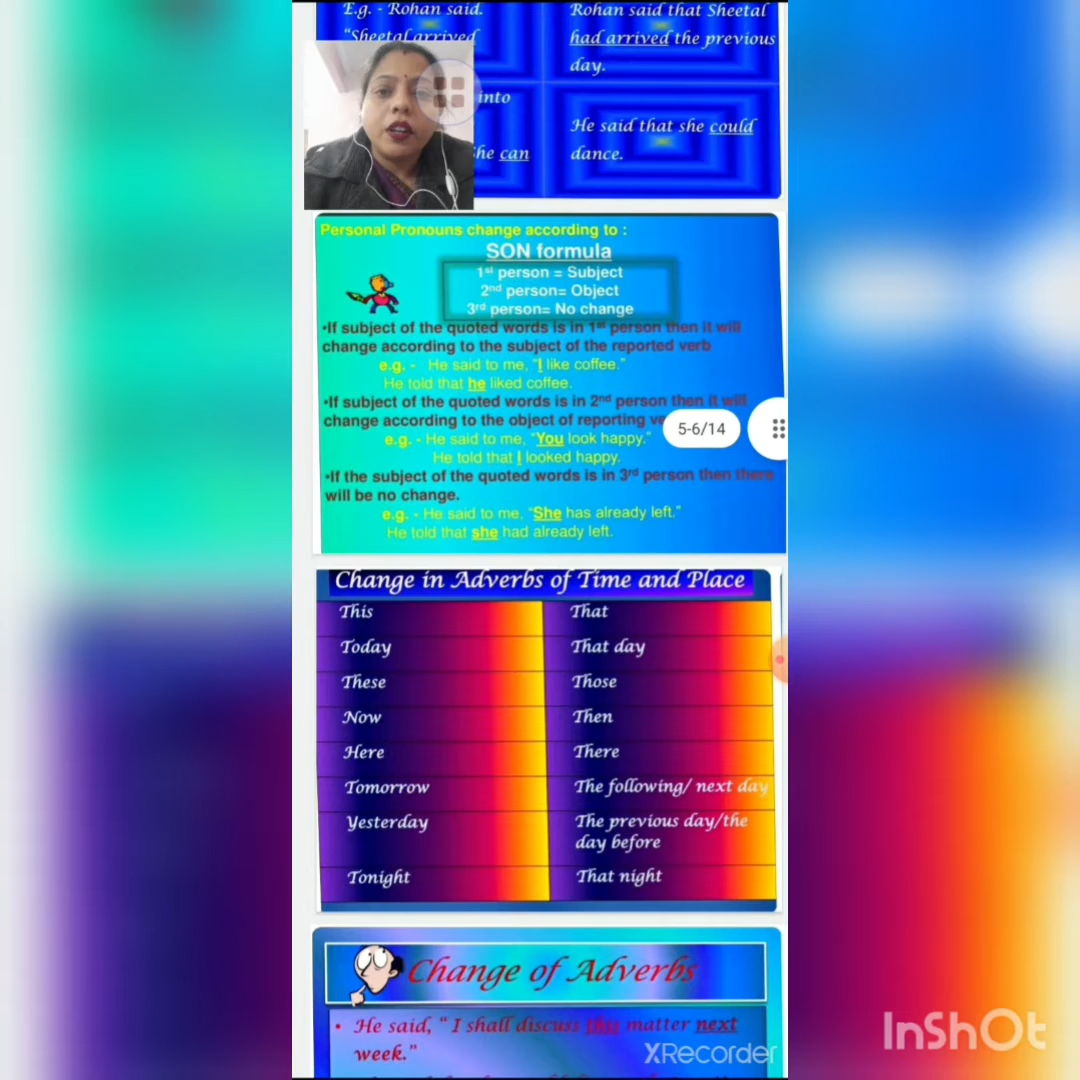 E.g. - Rohan said.
"Sheetal arrived
Rohan said that Sheetal
had arrived the previous
day.
into
he can
He said that she could
dance.
Personal Pronouns change according to :
SON formula
1st person = Subject
2nd person= Object
3rd person= No change
•If subject of the quoted words is in 1st person then it will
change according to the subject of the reported verb
e.g. - He said to me, "I like coffee."
He told that he liked coffee.
•If subject of the quoted words is in 2nd person then it will
change according to the object of reporting
e.g. - He said to me, "You look happy."
He told that I looked happy.
•If the subject of the quoted words is in 3rd person then there
will be no change.
e.g. - He said to me, "She has already left."
He told that she had already left.
5-6/14
Change in Adverbs of Time and Place
This That
Today That day
These Those
Now Then
Here There
Tomorrow The following/ next day
Yesterday The previous day/the
day before
Tonight That night
Change of Adverbs
• He said, " I shall discuss this matter next
week."
XRecorder
InShOt